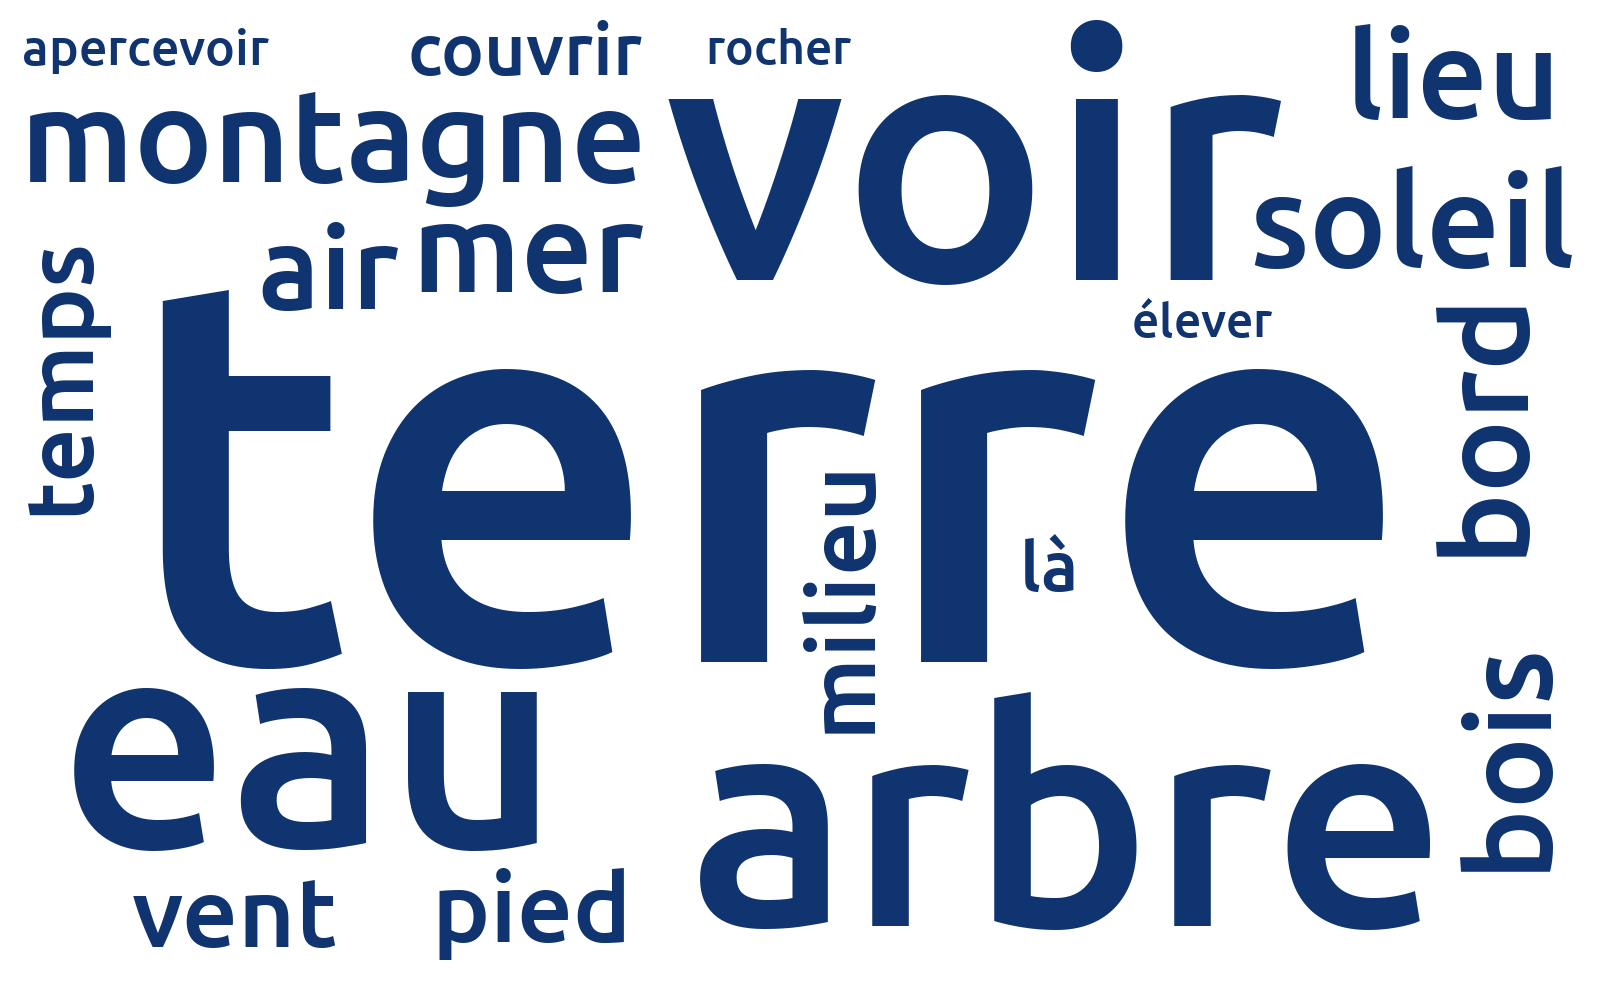 apercevoir
couvrir
rocher
voir
lieu
montagne
soleil
air
mer
temps
élever
bord
terre
milieu
là
bois
eau
arbre
vent
pied